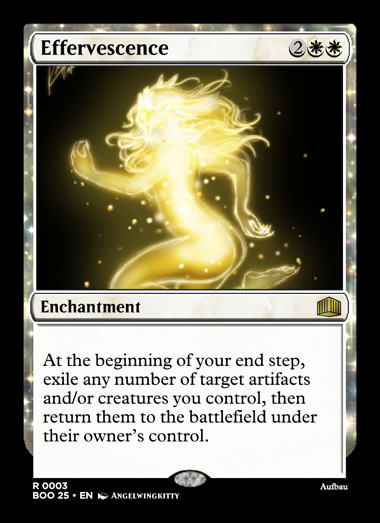 Effervescence 2
Enchantment
At the beginning of your end step,
exile any number of target artifacts
and/or creatures you control, then
return them to the battlefield under
their owner's control.
R 0003
BOO 25 • EN ANGELWINGKITTY
Aufbau